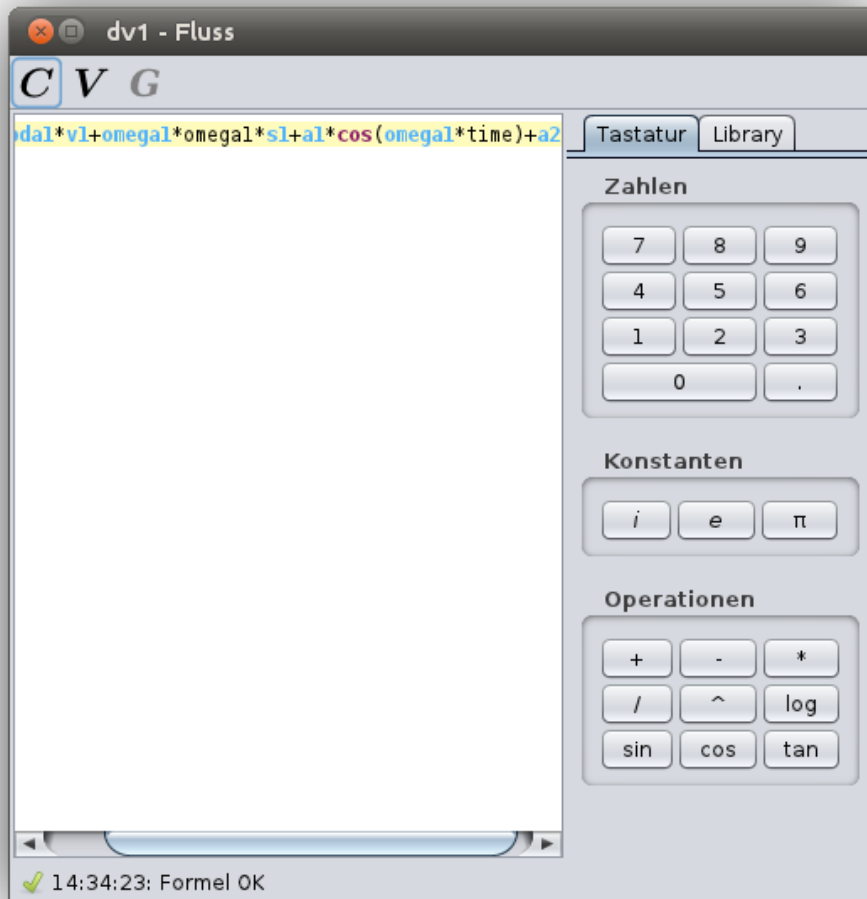 dv1 - Fluss
C V G
bda1*v1+omega1*omega1*s1+a1*cos(omega1*time)+a2
Tastatur Library
Zahlen
7 8 9
4 5 6
1 2 3
0 .
Konstanten
i e π
Operationen
+ - *
/ ^ log
sin cos tan
14:34:23: Formel OK